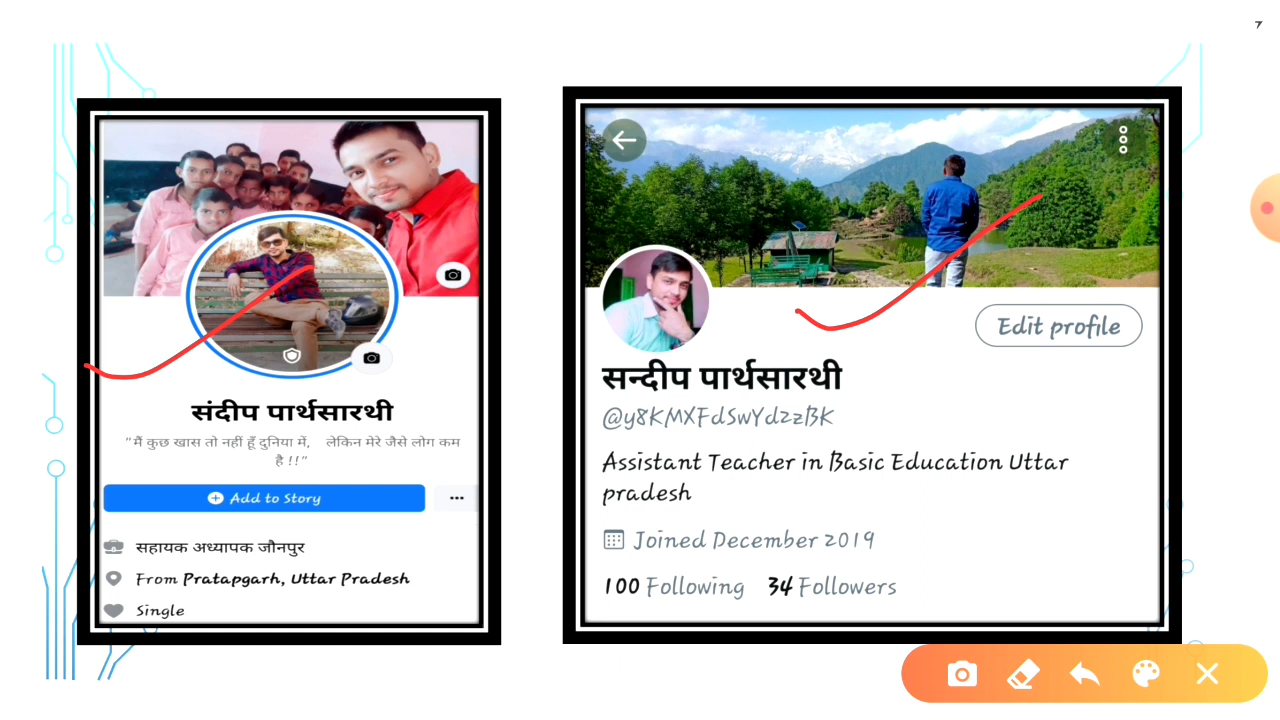 7
संदीप पार्थसारथी
"मैं कुछ खास तो नहीं हूँ दुनिया में, लेकिन मेरे जैसे लोग कम
है !!"
Add to Story
सहायक अध्यापक जौनपुर
From Pratapgarh, Uttar Pradesh
Single
Edit profile
सन्दीप पार्थसारथी
@y8KMXFdSwYd2zBK
Assistant Teacher in Basic Education Uttar
pradesh
Joined December 2019
100 Following 34 Followers